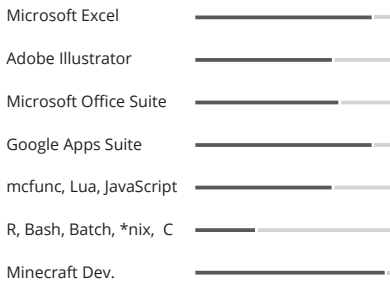 Microsoft Excel
Adobe Illustrator
Microsoft Office Suite
Google Apps Suite
mcfunc, Lua, JavaScript
R, Bash, Batch, *nix, C
Minecraft Dev.